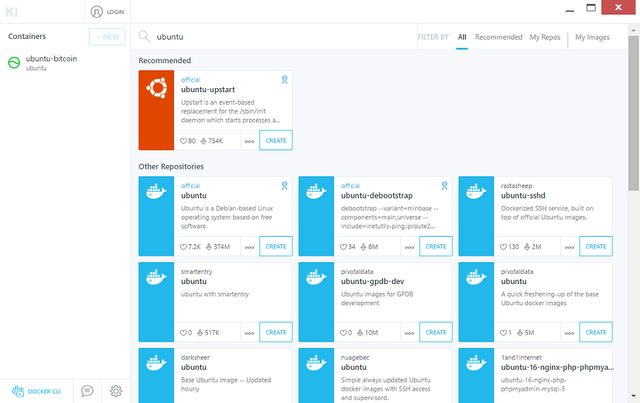 LOGIN
Containers
+ NEW
ubuntu-bitcoin
ubuntu
ubuntu
FILTER BY All Recommended My Repos My Images
Recommended
official
ubuntu-upstart
Upstart is an event-based
replacement for the /sbin/init
daemon which starts processes a...
80 754K CREATE
Other Repositories
official
ubuntu
Ubuntu is a Debian-based Linux
operating system based on free
software.
7.2K 374M CREATE
official
ubuntu-debootstrap
debootstrap --variant=minbase --
components=main,universe --
include=inetutils-ping,iproute2...
34 8M CREATE
rastasheep
ubuntu-sshd
Dockerized SSH service, built on
top of official Ubuntu images.
130 2M CREATE
smartentry
ubuntu
ubuntu with smartentry
0 517K CREATE
pivotaldata
ubuntu-gpdb-dev
Ubuntu images for GPDB
development
0 10M CREATE
pivotaldata
ubuntu
A quick freshening-up of the base
Ubuntu docker images
1 5M CREATE
darksheer
ubuntu
Base Ubuntu Image -- Updated
hourly
nuagebec
ubuntu
Simple always updated Ubuntu
docker images with SSH access
and supervisord.
1and1internet
ubuntu-16-nginx-php-phpmya...
ubuntu-16-nginx-php-
phpmyadmin-mysql-3
DOCKER CLI